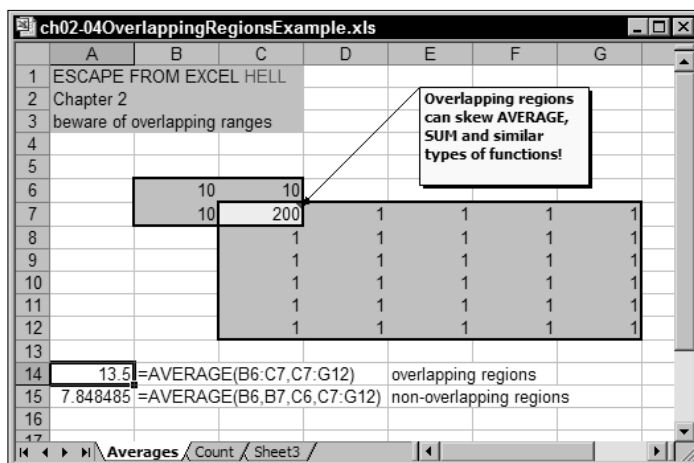 ch02-04OverlappingRegionsExample.xls
A B C D E F G
1 ESCAPE FROM EXCEL HELL
2 Chapter 2
3 beware of overlapping ranges
Overlapping regions
can skew AVERAGE,
SUM and similar
types of functions!
4
5
6 10 10
7 10 200 1 1 1 1
8 1 1 1 1 1
9 1 1 1 1 1
10 1 1 1 1 1
11 1 1 1 1 1
12 1 1 1 1 1
13
14 13.5 =AVERAGE(B6:C7,C7:G12) overlapping regions
15 7.848485 =AVERAGE(B6,B7,C6,C7:G12) non-overlapping regions
16
17
Averages Count Sheet3